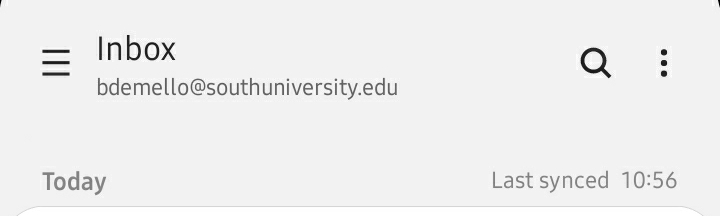 Inbox
bdemello@southuniversity.edu
Today
Last synced 10:56